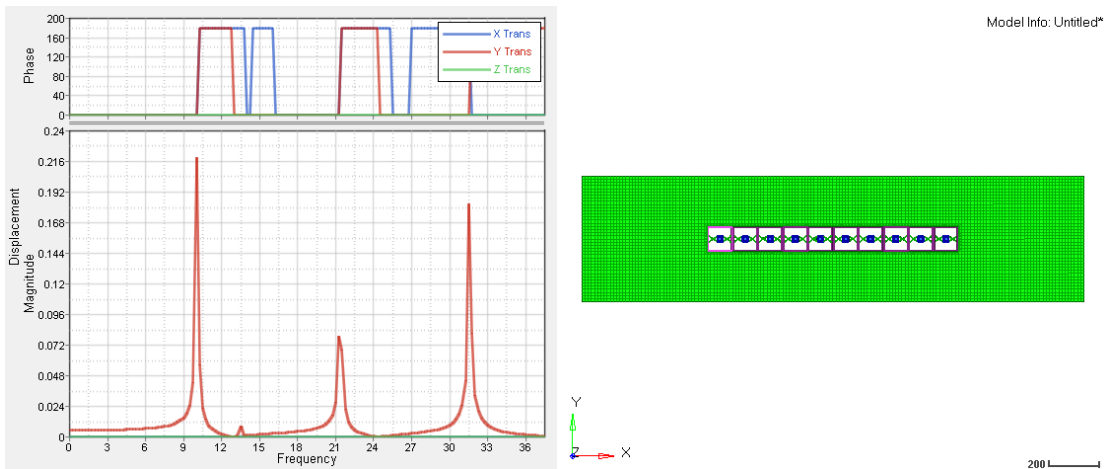 200
160
120
80
40
0
Phase
X Trans
Y Trans
Z Trans
0.24
0.216
0.192
0.168
0.144
0.12
0.096
0.072
0.048
0.024
0
Displacement
Magnitude
0 3 6 9 12 15 18 21 24 27 30 33 36
Frequency
Model Info: Untitled*
Y
Z X
200